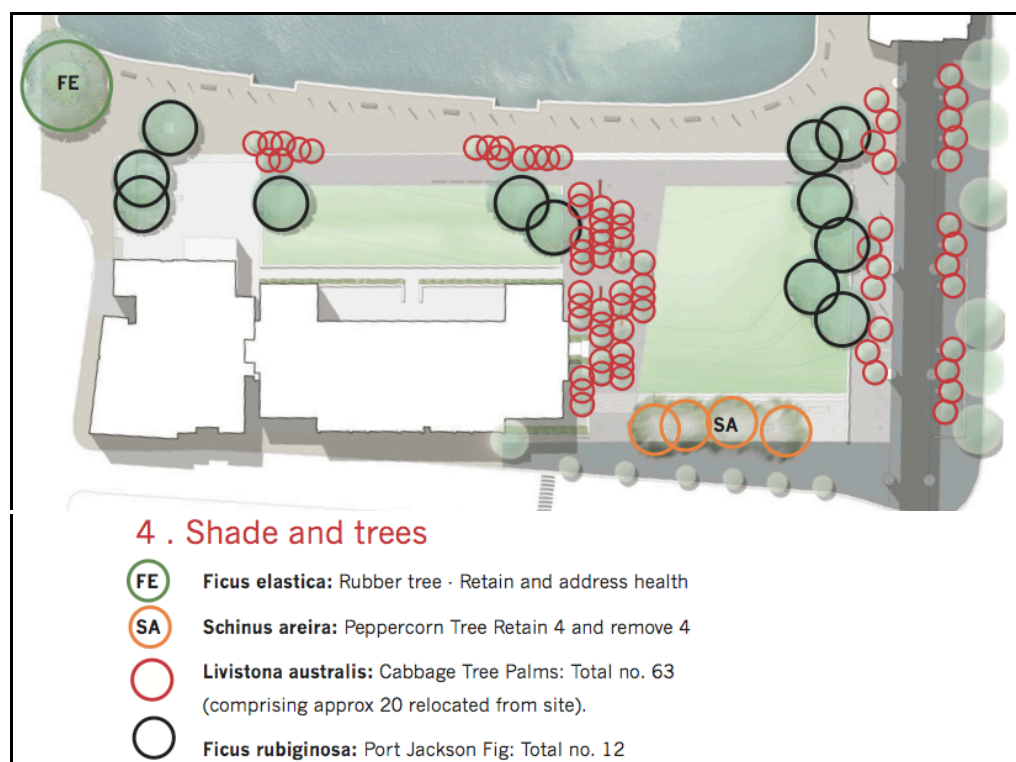 FE
SA
4 . Shade and trees
FE Ficus elastica: Rubber tree - Retain and address health
SA Schinus areira: Peppercorn Tree Retain 4 and remove 4
Livistona australis: Cabbage Tree Palms: Total no. 63
(comprising approx 20 relocated from site).
Ficus rubiginosa: Port Jackson Fig: Total no. 12